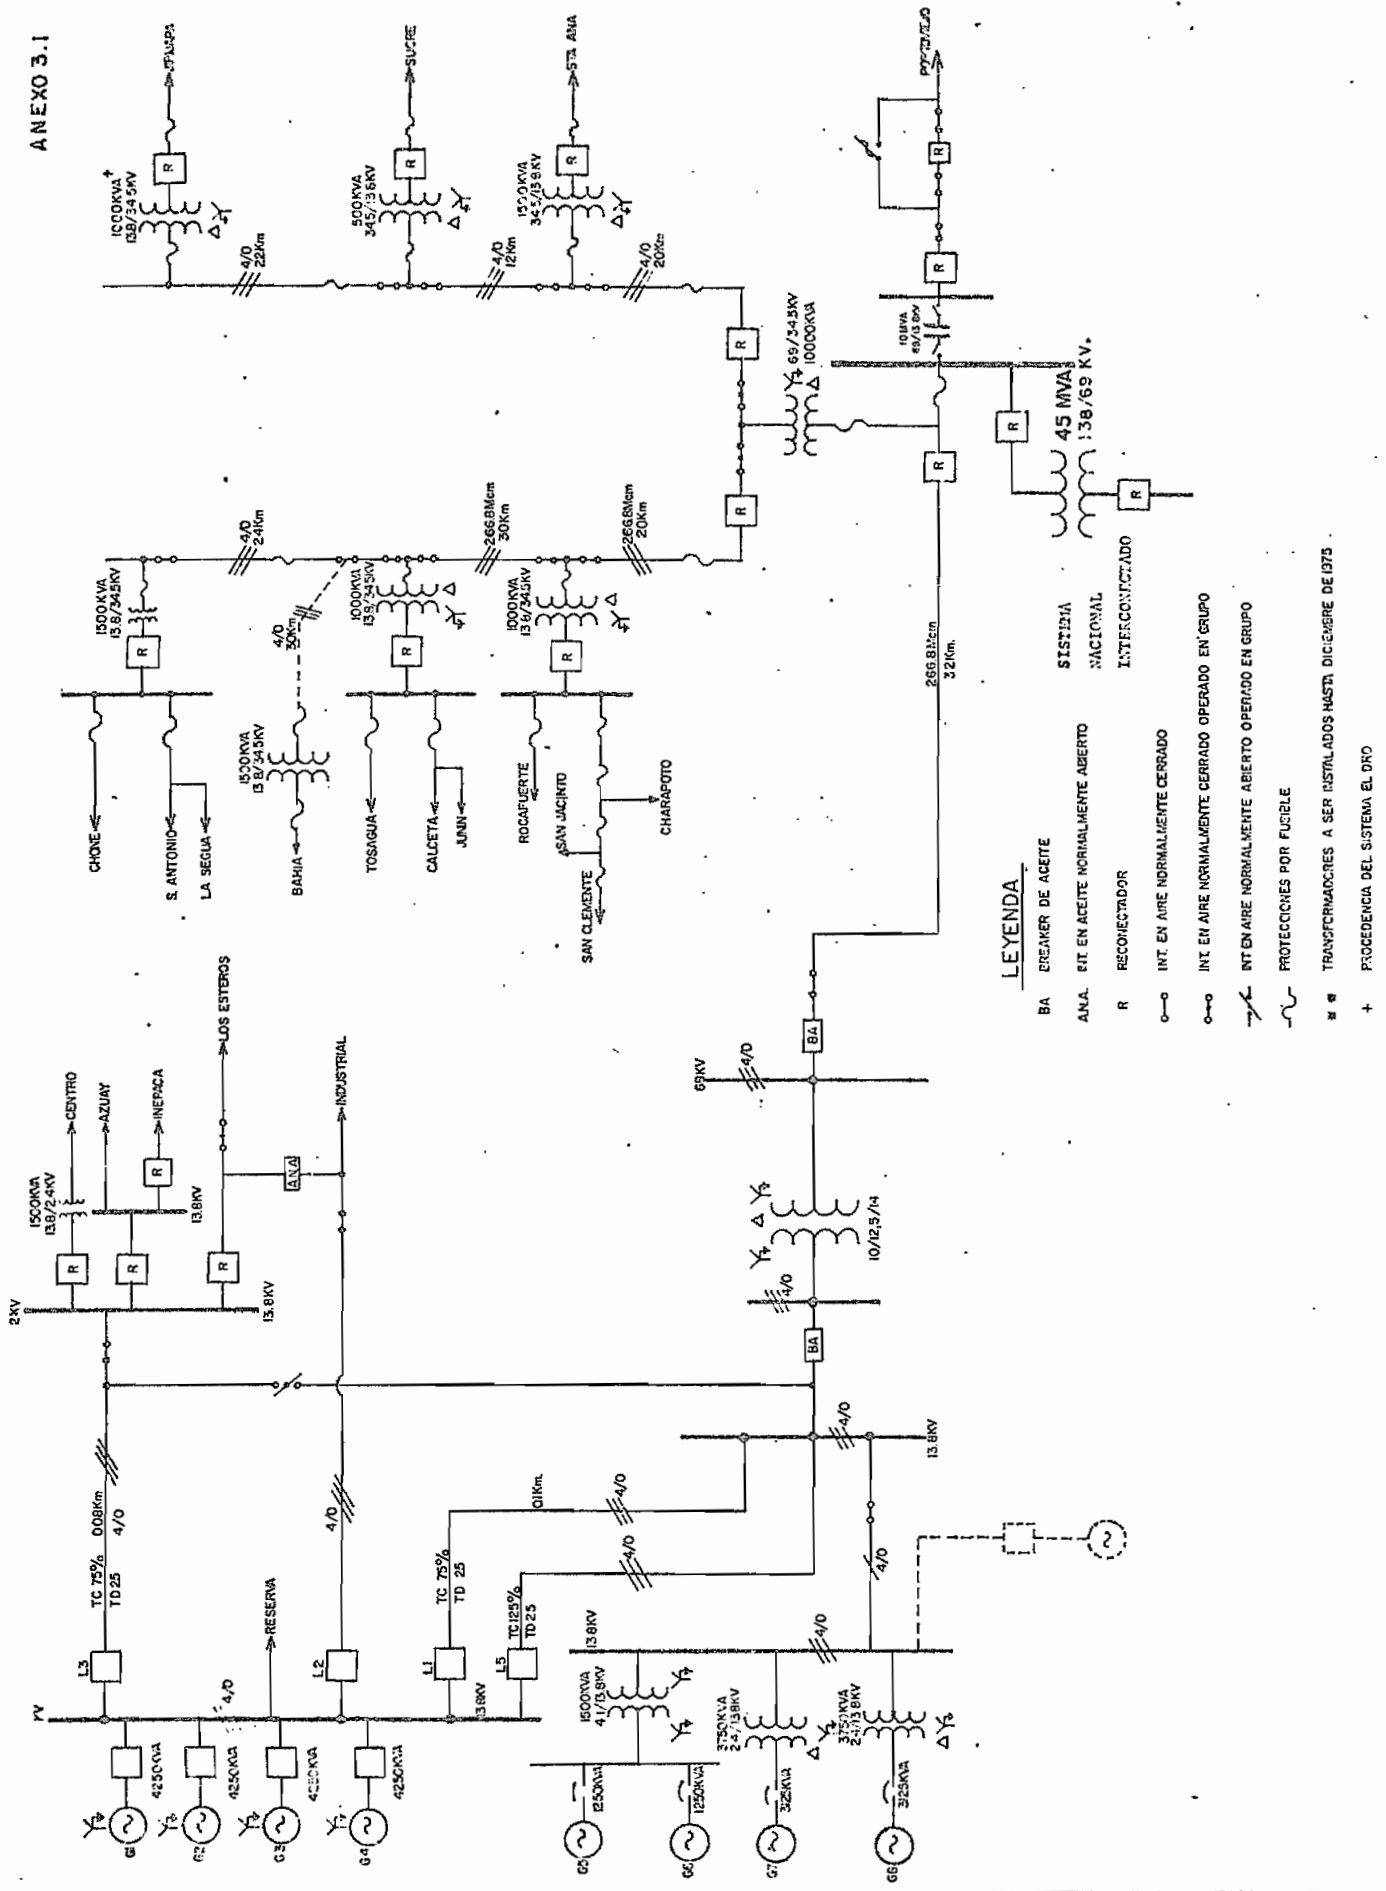 ANEXO 3.1
1000KVA+
13.8/34.5KV
JIPIJAPA
R
4/0
22Km
500KVA
34.5/13.8KV
SUCRE
R
4/0
12Km
1500KVA
34.5/13.8KV
STA ANA
R
4/0
20Km
R
69/34.5KV
10000KVA
R
10MVA
69/13.8KV
R
R
PORTOVIEJO
R
45 MVA
138/69 KV.
R
R
SISTEMA
NACIONAL
INTERCONECTADO
1500KVA
13.8/34.5KV
R
4/0
24Km
CHONE
S. ANTONIO
LA SEGUA
4/0
30Km
1500KVA
13.8/34.5KV
BAHIA
1000KVA
13.8/34.5KV
R
266.8Mcm
30Km
TOSAGUA
CALCETA
JUNIN
1000KVA
13.8/34.5KV
R
266.8Mcm
20Km
ROCAFUERTE
SAN JACINTO
CHARAPOTO
SAN CLEMENTE
266.8Mcm
32Km.
BA
69KV
4/0
10/12,5/14
4/0
BA
4/0
13.8KV
1500KVA
13.8/2.4KV
CENTRO
AZUAY
INEPACA
R
R
R
13.8KV
LOS ESTEROS
R
A.N.A
INDUSTRIAL
2KV
13.8KV
TC 75%
TD 25
0.08Km
4/0
L3
RESERVA
4/0
L2
4/0
TC 75%
TD 25
0.1Km.
4/0
L1
TC125%
TD25
4/0
L5
13.8KV
4250KVA
G1
4250KVA
G2
4250KVA
G3
4250KVA
G4
13.8KV
1500KVA
4.1/13.8KV
1250KVA
G5
1250KVA
G6
3750KVA
2.4/13.8KV
3125KVA
G7
3750KVA
2.4/13.8KV
3125KVA
G8
4/0
4/0
LEYENDA
BA BREAKER DE ACEITE
A.N.A. INT. EN ACEITE NORMALMENTE ABIERTO
R RECONECTADOR
INT. EN AIRE NORMALMENTE CERRADO
INT. EN AIRE NORMALMENTE CERRADO OPERADO EN GRUPO
INT EN AIRE NORMALMENTE ABIERTO OPERADO EN GRUPO
PROTECCIONES POR FUSIBLE
** TRANSFORMADORES A SER INSTALADOS HASTA DICIEMBRE DE 1975
+ PROCEDENCIA DEL SISTEMA EL ORO